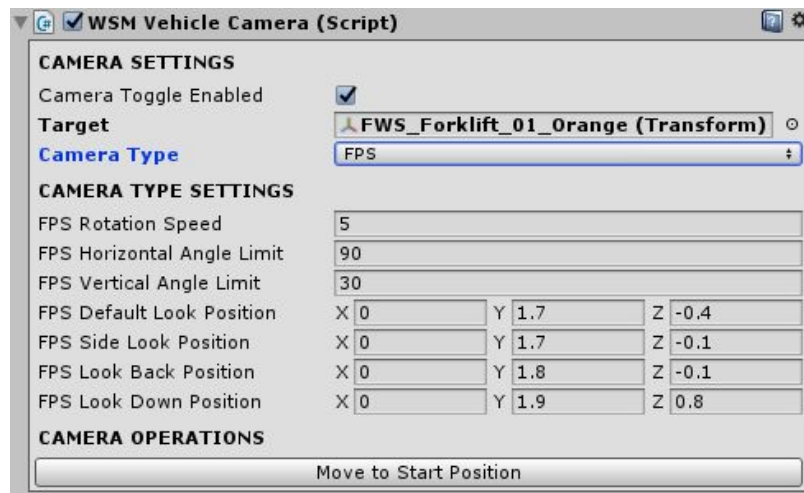 WSM Vehicle Camera (Script)
CAMERA SETTINGS
Camera Toggle Enabled
Target FWS_Forklift_01_Orange (Transform)
Camera Type FPS
CAMERA TYPE SETTINGS
FPS Rotation Speed 5
FPS Horizontal Angle Limit 90
FPS Vertical Angle Limit 30
FPS Default Look Position X 0 Y 1.7 Z -0.4
FPS Side Look Position X 0 Y 1.7 Z -0.1
FPS Look Back Position X 0 Y 1.8 Z -0.1
FPS Look Down Position X 0 Y 1.9 Z 0.8
CAMERA OPERATIONS
Move to Start Position